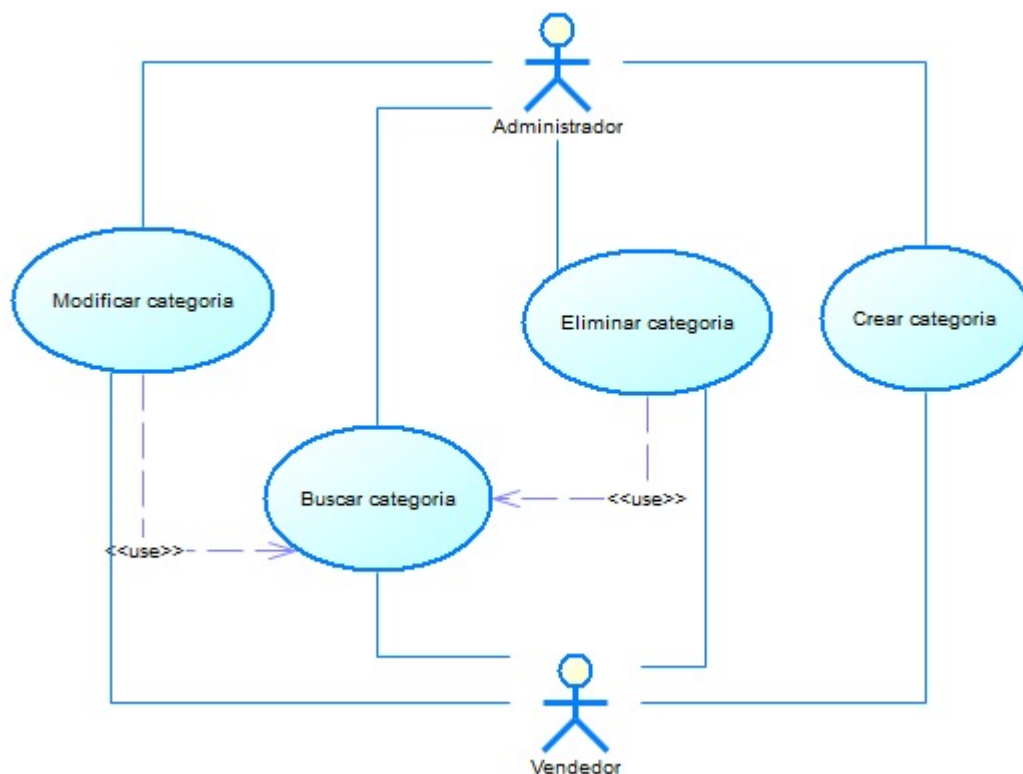 Administrador
Modificar categoria
Eliminar categoria
Crear categoria
Buscar categoria
<<use>>
<<use>>
Vendedor